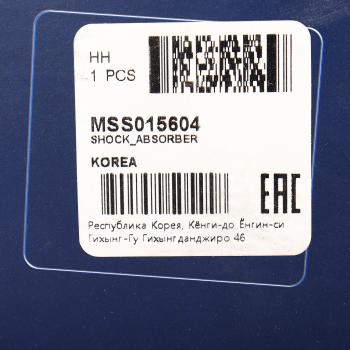 HH
1 PCS
MSS015604
SHOCK_ABSORBER
KOREA
EAC
Республика Корея, Кёнги-до Ёнгин-си
Гихынг-Гу Гихынгданджиро 46